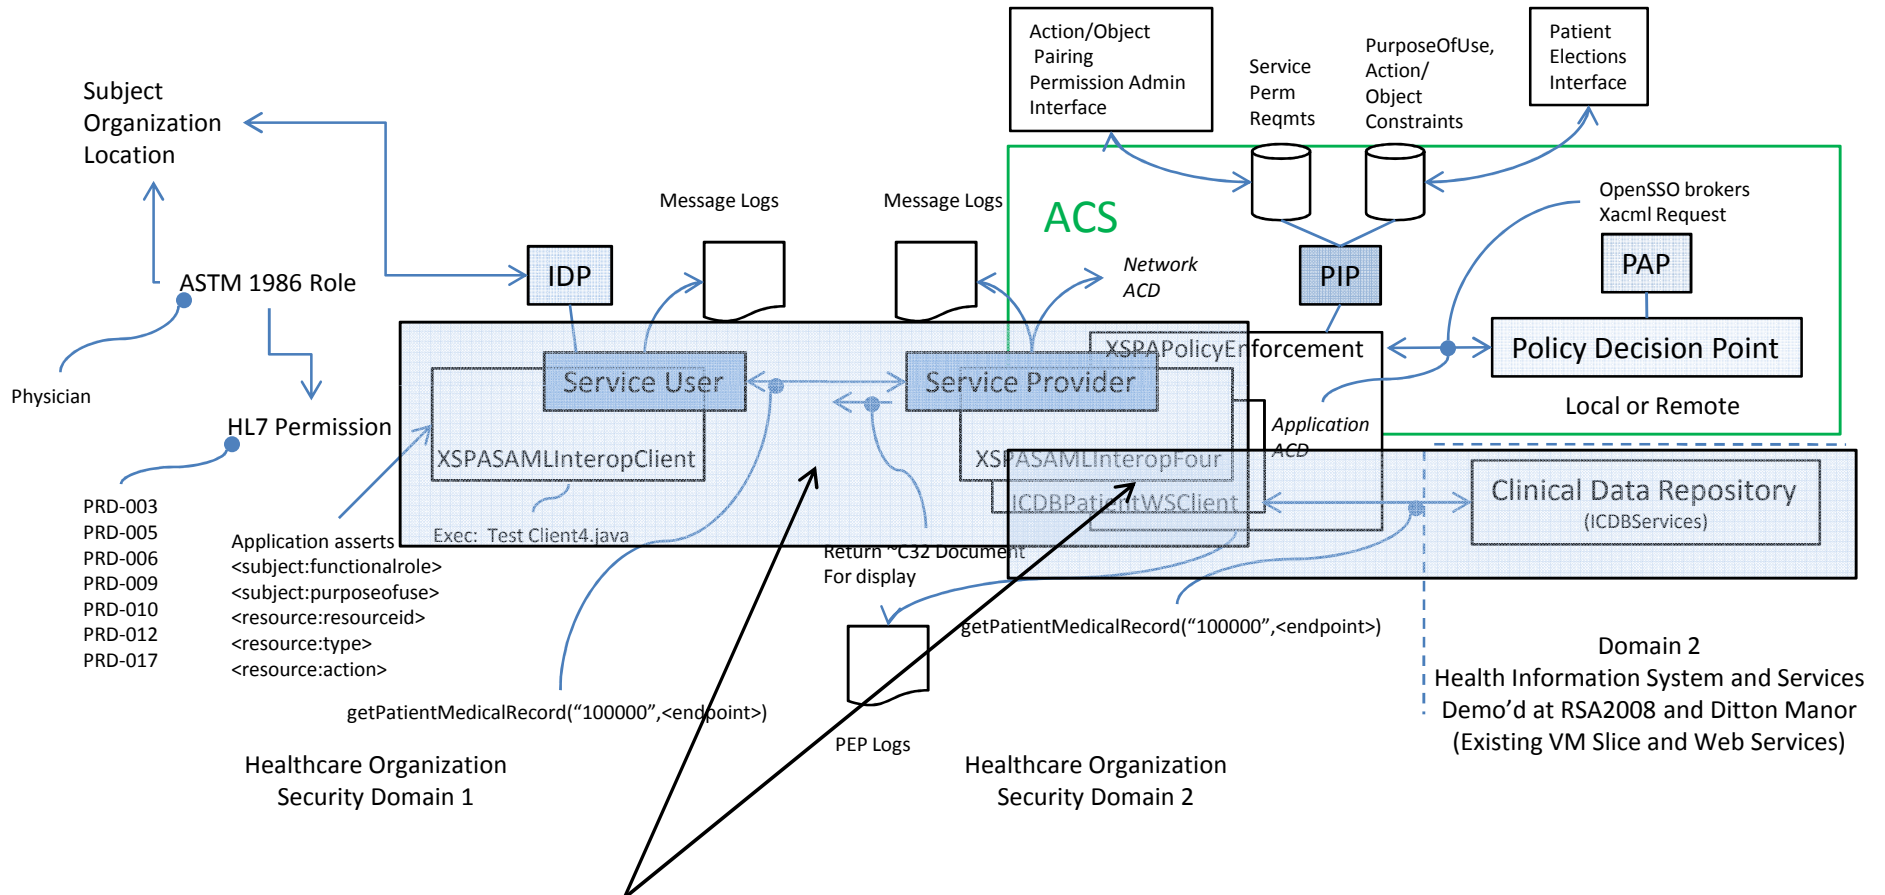 Action/Object
Pairing
Permission Admin
Interface
Service
Perm
Reqmts
PurposeOfUse,
Action/
Object
Constraints
Patient
Elections
Interface
Subject
Organization
Location
Message Logs
Message Logs
ACS
OpenSSO brokers
Xacml Request
IDP
Network
ACD
PIP
PAP
ASTM 1986 Role
Physician
HL7 Permission
Service User
Service Provider
XSPAPolicyEnforcement
Policy Decision Point
Local or Remote
XSPASAMLInteropClient
XSPASAMLInteropFour
Application
ACD
ICDBPatientWSClient
Clinical Data Repository
(ICDBServices)
Exec:  Test Client4.java
PRD-003
PRD-005
PRD-006
PRD-009
PRD-010
PRD-012
PRD-017
Application asserts
<subject:functionalrole>
<subject:purposeofuse>
<resource:resourceid>
<resource:type>
<resource:action>
Return ~C32 Document
For display
getPatientMedicalRecord(“100000”,<endpoint>)
getPatientMedicalRecord(“100000”,<endpoint>)
PEP Logs
Domain 2
Health Information System and Services
Demo’d at RSA2008 and Ditton Manor
(Existing VM Slice and Web Services)
Healthcare Organization
Security Domain 1
Healthcare Organization
Security Domain 2